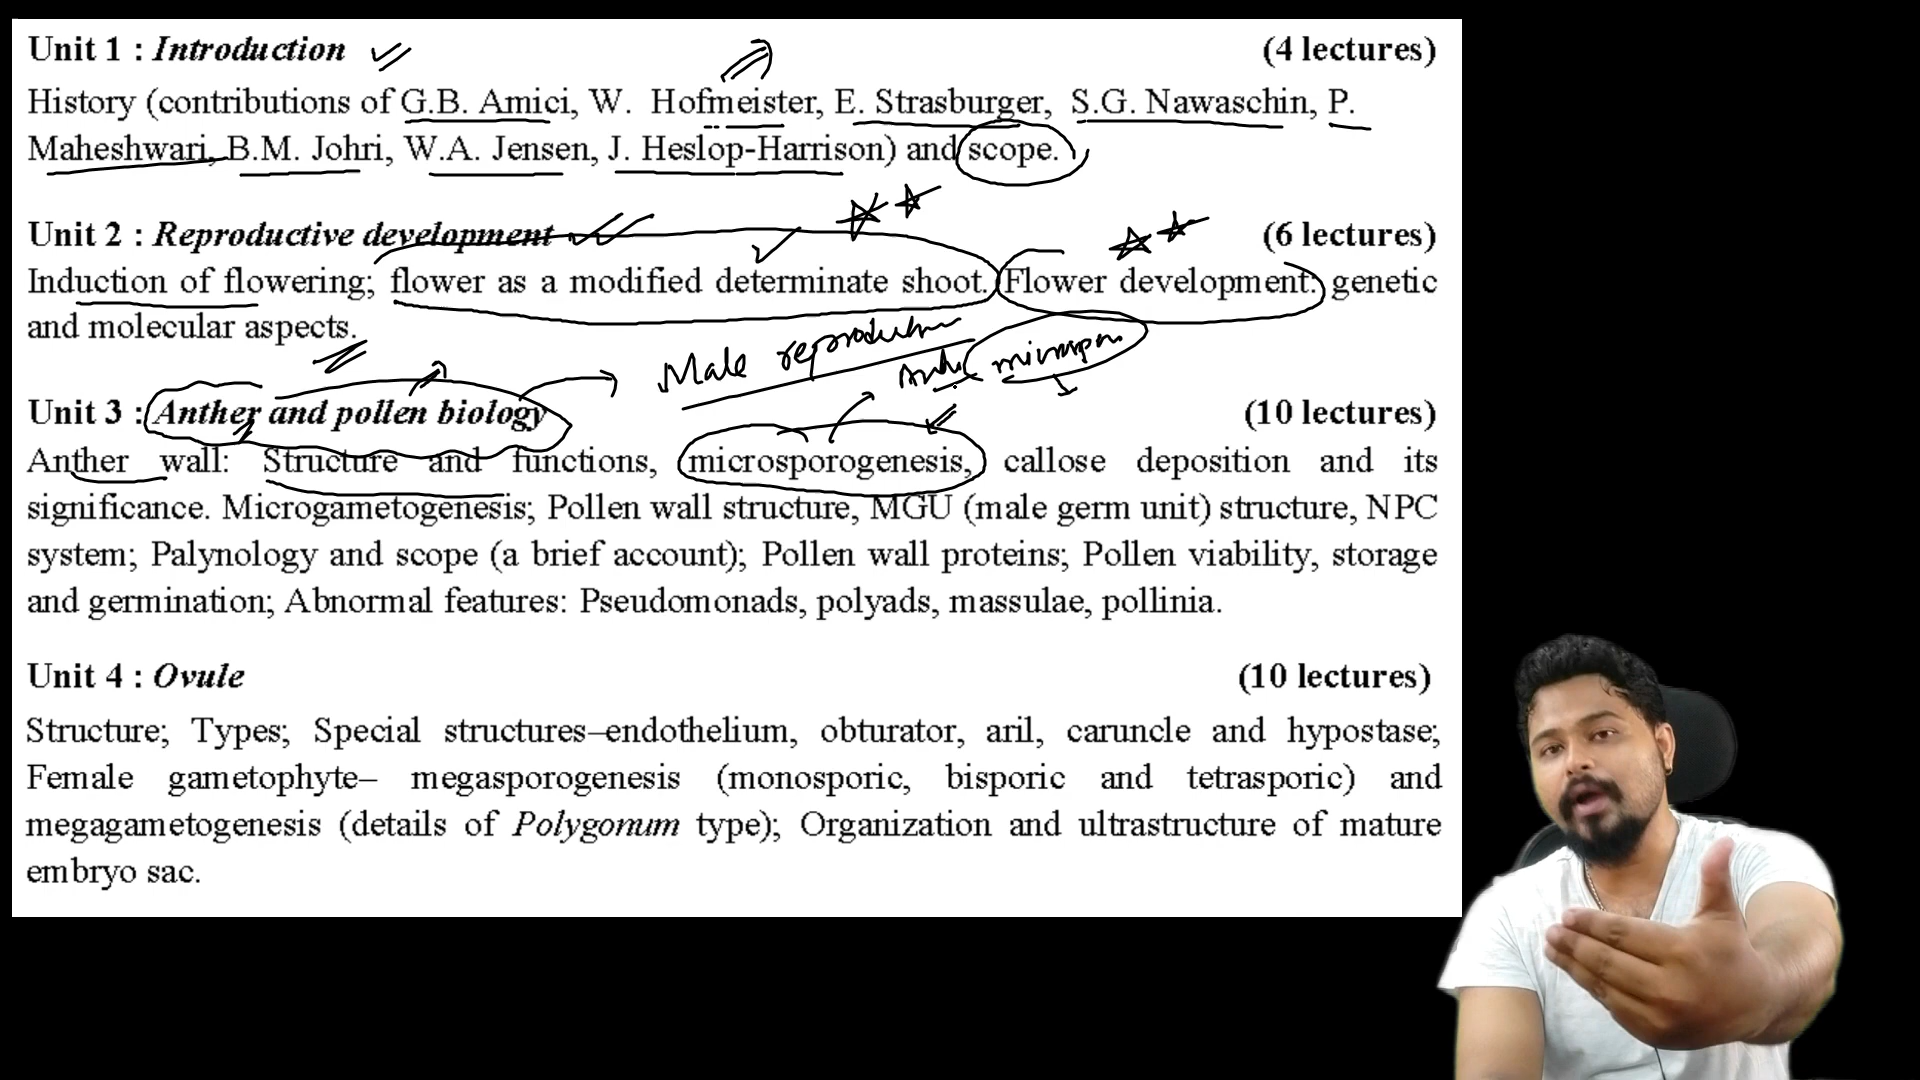 Unit 1 : Introduction (4 lectures)
History (contributions of G.B. Amici, W. Hofmeister, E. Strasburger, S.G. Nawaschin, P.
Maheshwari, B.M. Johri, W.A. Jensen, J. Heslop-Harrison) and scope.
Unit 2 : Reproductive development (6 lectures)
Induction of flowering; flower as a modified determinate shoot. Flower development: genetic
and molecular aspects.
Male reproduction
Unit 3 : Anther and pollen biology (10 lectures)
Anther wall: Structure and functions, microsporogenesis, callose deposition and its
significance. Microgametogenesis; Pollen wall structure, MGU (male germ unit) structure, NPC
system; Palynology and scope (a brief account); Pollen wall proteins; Pollen viability, storage
and germination; Abnormal features: Pseudomonads, polyads, massulae, pollinia.
Unit 4 : Ovule (10 lectures)
Structure; Types; Special structures–endothelium, obturator, aril, caruncle and hypostase;
Female gametophyte– megasporogenesis (monosporic, bisporic and tetrasporic) and
megagametogenesis (details of Polygonum type); Organization and ultrastructure of mature
embryo sac.